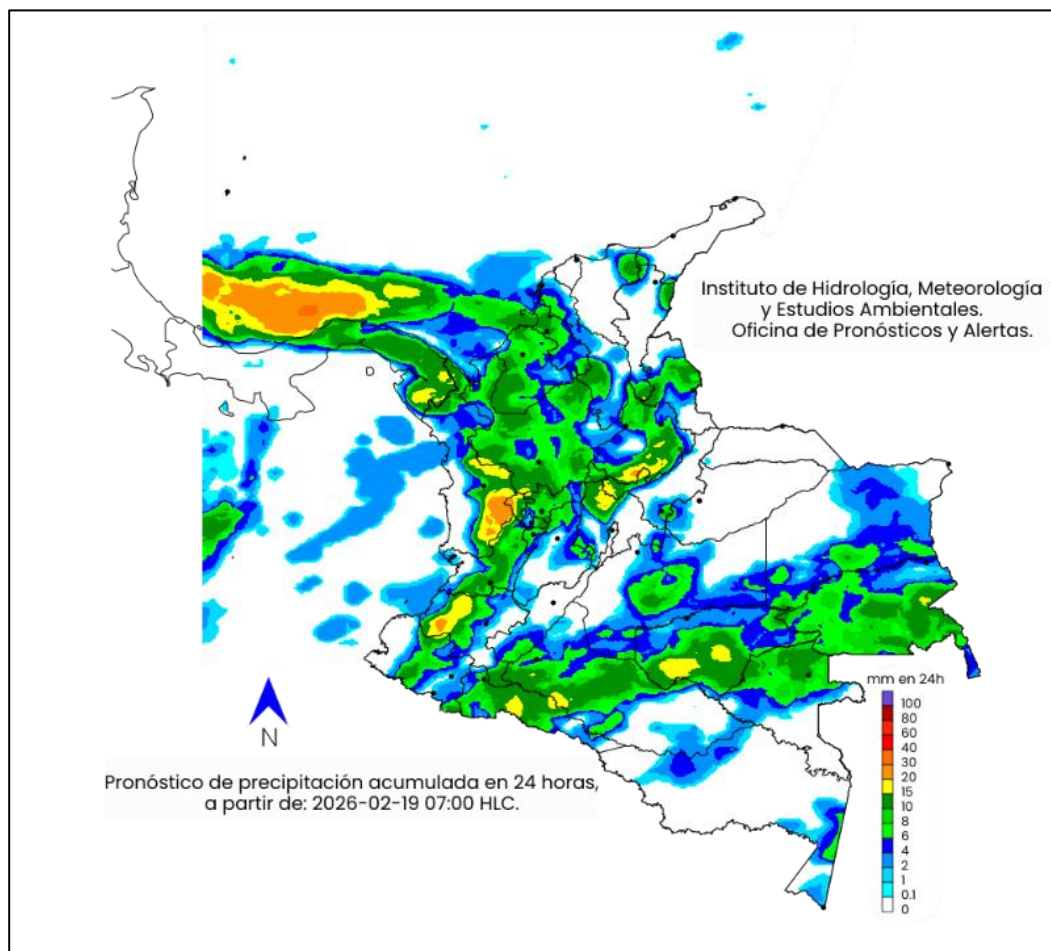 Instituto de Hidrología, Meteorología
y Estudios Ambientales.
Oficina de Pronósticos y Alertas.
mm en 24h
100
80
60
40
30
20
15
10
8
6
4
2
1
0.1
0
N
Pronóstico de precipitación acumulada en 24 horas,
a partir de: 2026-02-19 07:00 HLC.